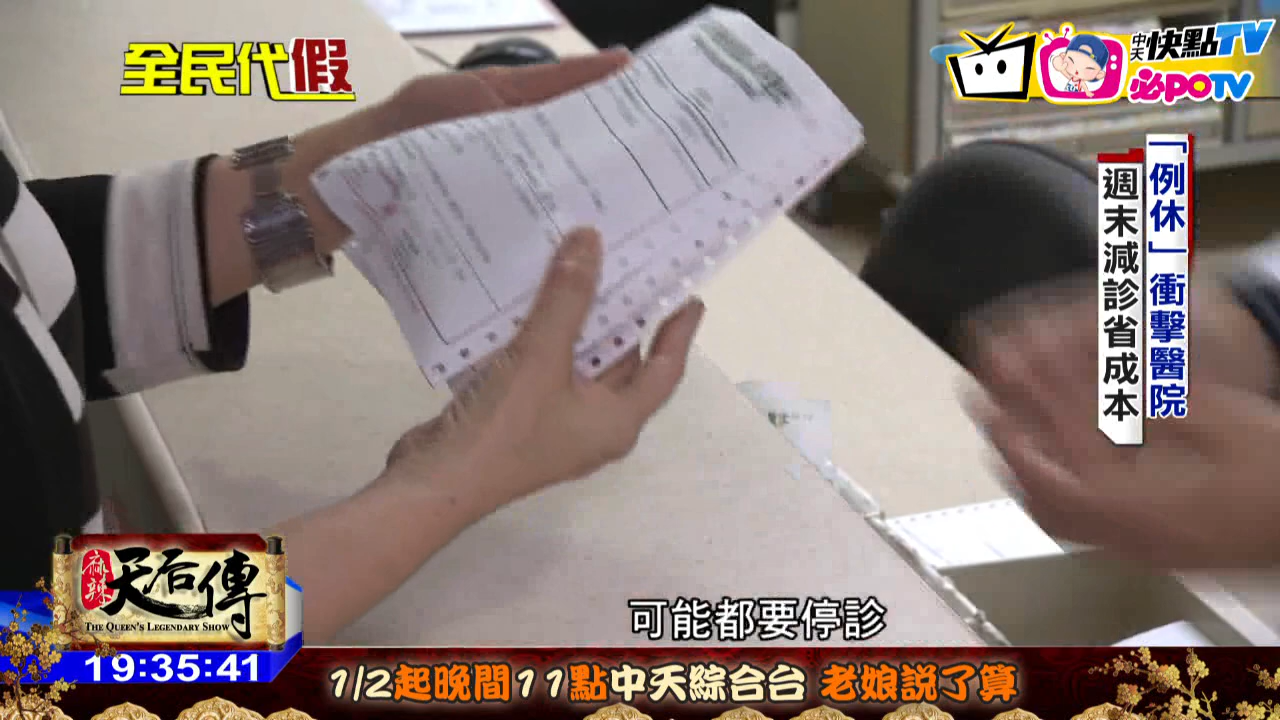 全民代假
中天快點TV
必POTV
「例休」衝擊醫院
週末減診省成本
可能都要停診
麻辣
天后傳
THE QUEEN'S LEGENDARY SHOW
19:35:41
1/2起晚間11點中天綜合台 老娘說了算